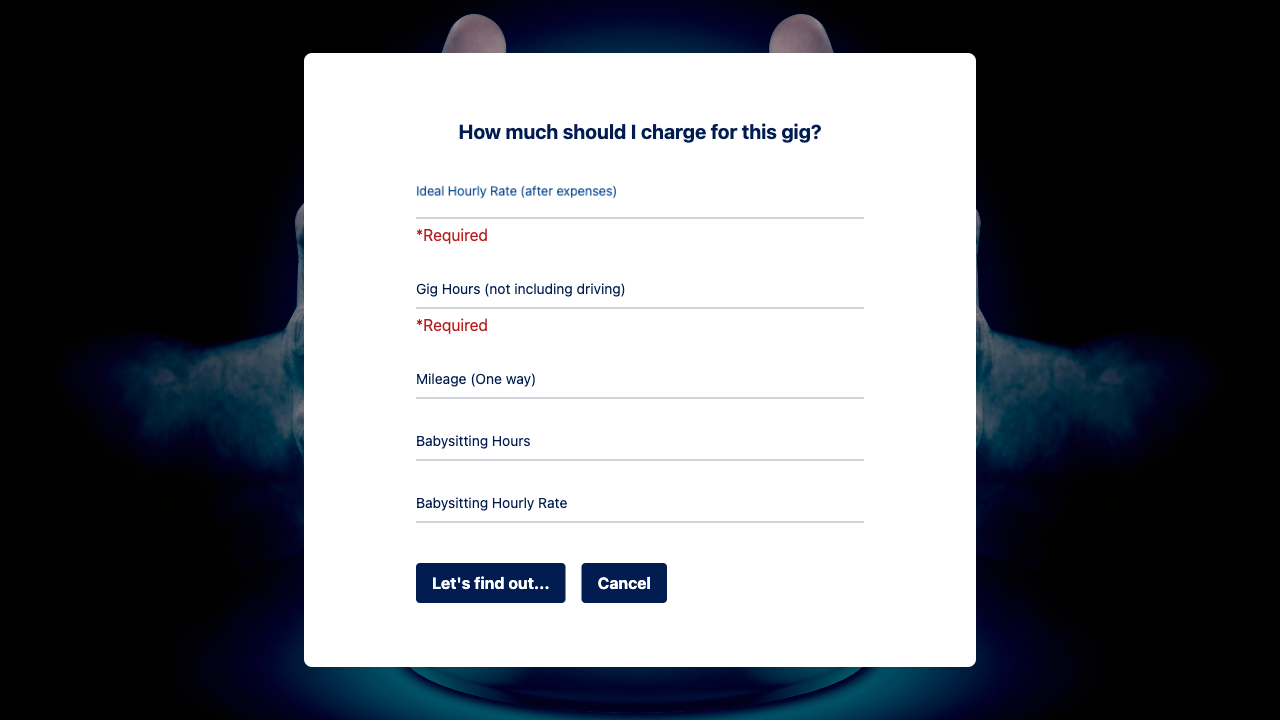 How much should I charge for this gig?
Ideal Hourly Rate (after expenses)
*Required
Gig Hours (not including driving)
*Required
Mileage (One way)
Babysitting Hours
Babysitting Hourly Rate
Let's find out...
Cancel